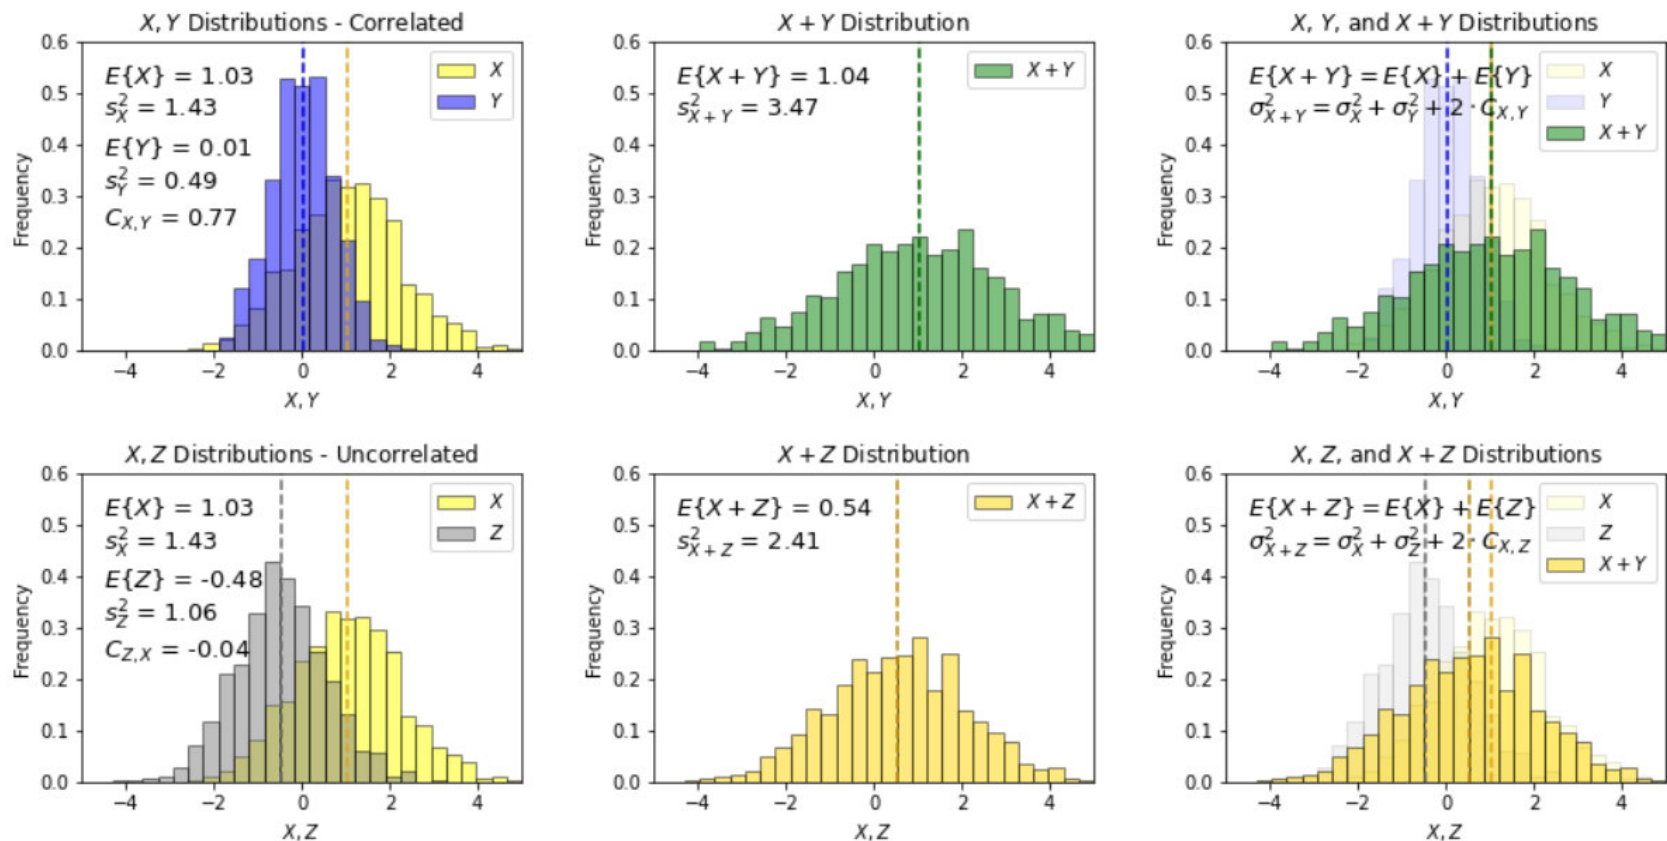 X, Y Distributions - Correlated
E{X} = 1.03
s²_X = 1.43
E{Y} = 0.01
s²_Y = 0.49
C_X,Y = 0.77
X
Y
Frequency
0.6
0.5
0.4
0.3
0.2
0.1
0.0
−4 −2 0 2 4
X, Y
X + Y Distribution
E{X + Y} = 1.04
s²_X + Y = 3.47
X + Y
Frequency
0.6
0.5
0.4
0.3
0.2
0.1
0.0
−4 −2 0 2 4
X, Y
X, Y, and X + Y Distributions
E{X + Y} = E{X} + E{Y}
σ²_X + Y = σ²_X + σ²_Y + 2 · C_X,Y
X
Y
X + Y
Frequency
0.6
0.5
0.4
0.3
0.2
0.1
0.0
−4 −2 0 2 4
X, Y
X, Z Distributions - Uncorrelated
E{X} = 1.03
s²_X = 1.43
E{Z} = -0.48
s²_Z = 1.06
C_Z,X = -0.04
X
Z
Frequency
0.6
0.5
0.4
0.3
0.2
0.1
0.0
−4 −2 0 2 4
X, Z
X + Z Distribution
E{X + Z} = 0.54
s²_X + Z = 2.41
X + Z
Frequency
0.6
0.5
0.4
0.3
0.2
0.1
0.0
−4 −2 0 2 4
X, Z
X, Z, and X + Z Distributions
E{X + Z} = E{X} + E{Z}
σ²_X + Z = σ²_X + σ²_Z + 2 · C_X,Z
X
Z
X + Y
Frequency
0.6
0.5
0.4
0.3
0.2
0.1
0.0
−4 −2 0 2 4
X, Z